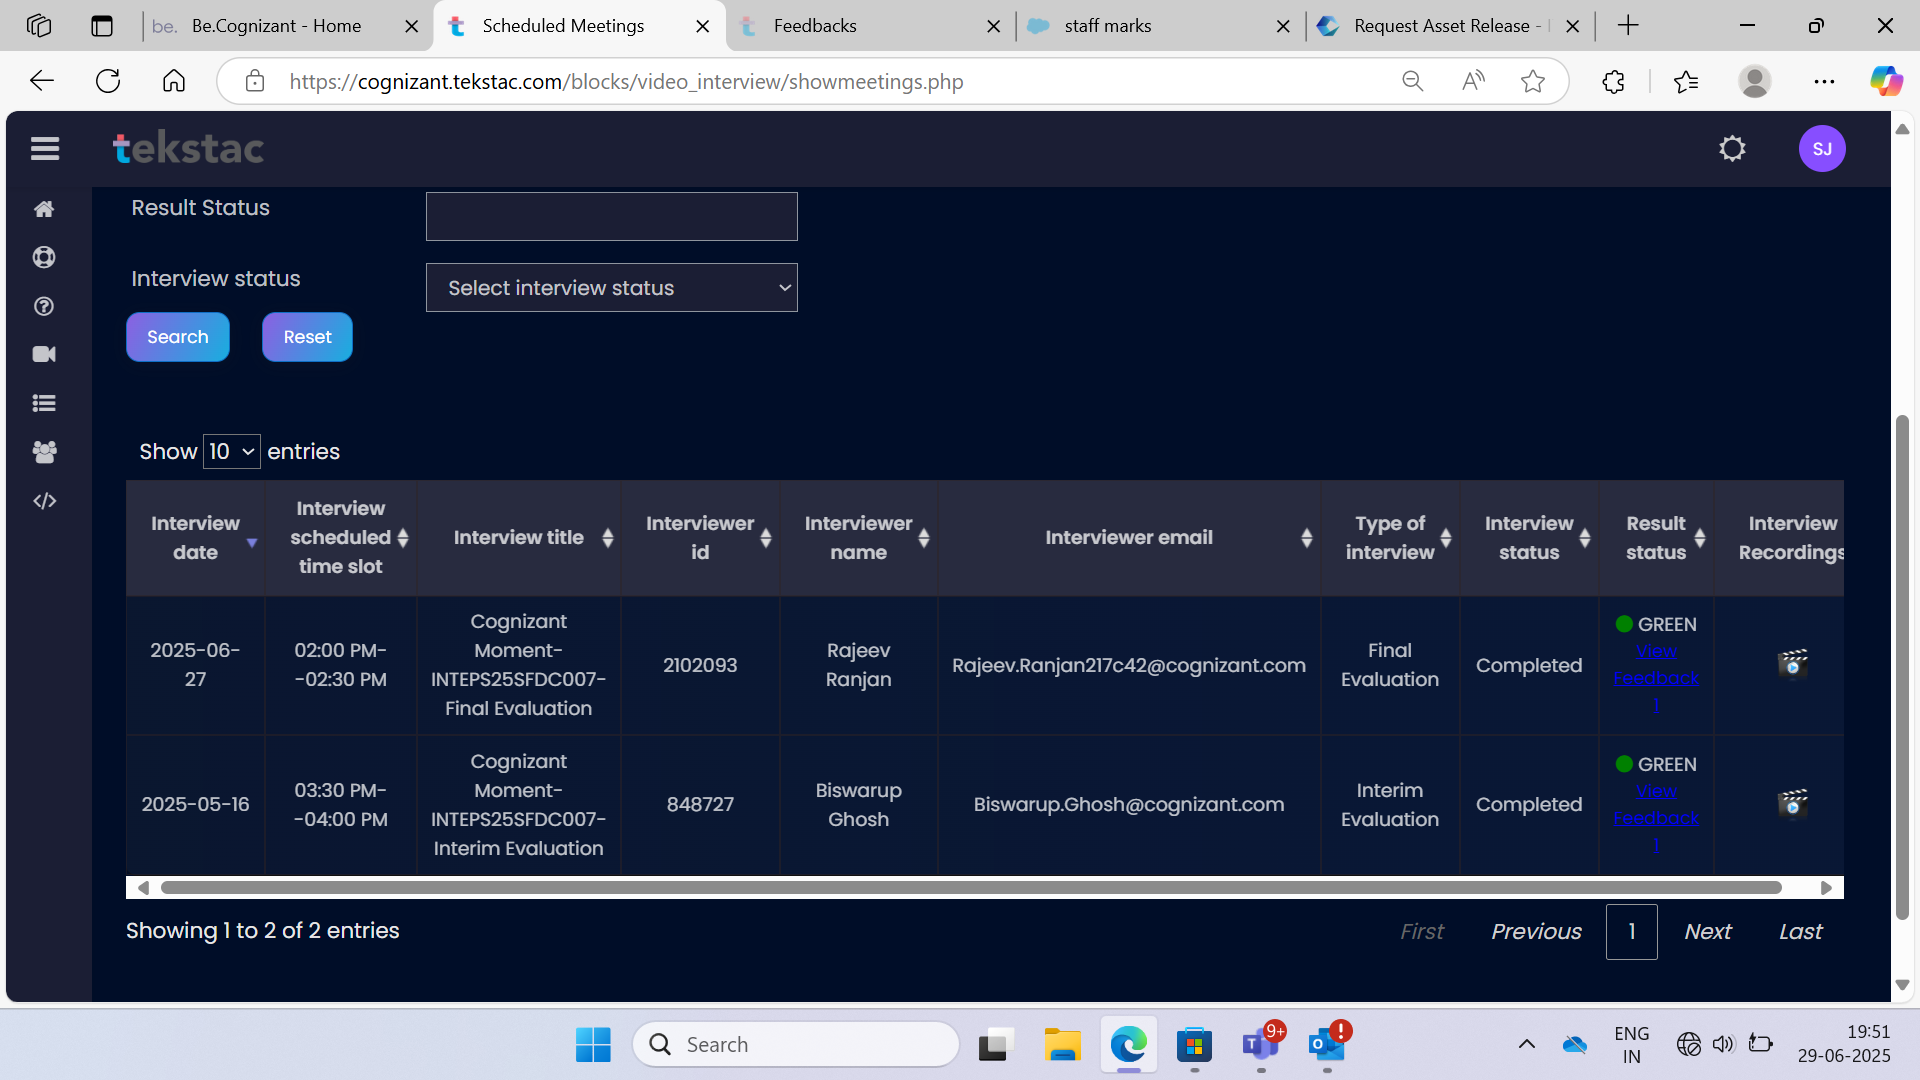 be. Be.Cognizant - Home
Scheduled Meetings
Feedbacks
staff marks
Request Asset Release -
https://cognizant.tekstac.com/blocks/video_interview/showmeetings.php
tekstac
SJ
Result Status
Interview status
Select interview status
Search
Reset
Show 10 entries
Interview
date
Interview
scheduled
time slot
Interview title
Interviewer
id
Interviewer
name
Interviewer email
Type of
interview
Interview
status
Result
status
Interview
Recordings
2025-06-
27
02:00 PM-
-02:30 PM
Cognizant
Moment-
INTEPS25SFDC007-
Final Evaluation
2102093
Rajeev
Ranjan
Rajeev.Ranjan217c42@cognizant.com
Final
Evaluation
Completed
GREEN
View
Feedback
1
2025-05-16
03:30 PM-
-04:00 PM
Cognizant
Moment-
INTEPS25SFDC007-
Interim Evaluation
848727
Biswarup
Ghosh
Biswarup.Ghosh@cognizant.com
Interim
Evaluation
Completed
GREEN
View
Feedback
1
Showing 1 to 2 of 2 entries
First
Previous
1
Next
Last
Search
9+
ENG
IN
19:51
29-06-2025